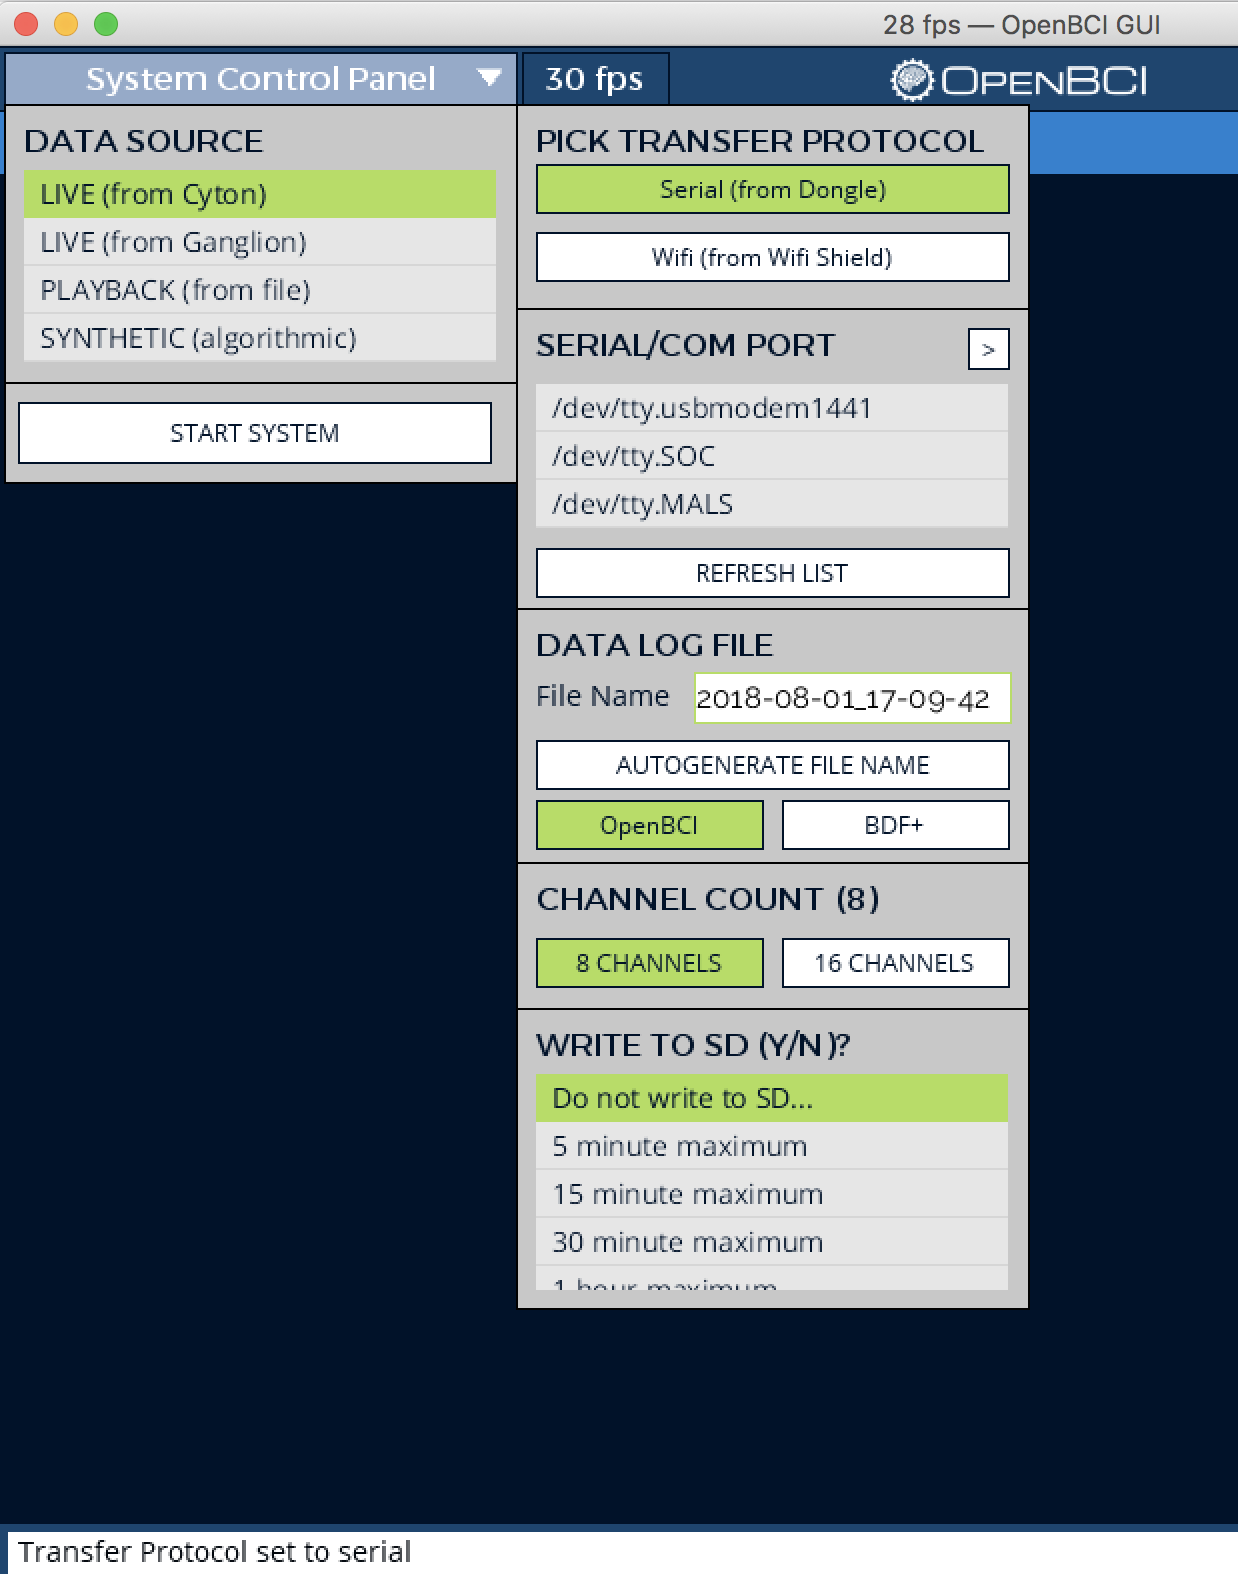 28 fps — OpenBCI GUI
System Control Panel
30 fps
OPENBCI
DATA SOURCE
LIVE (from Cyton)
LIVE (from Ganglion)
PLAYBACK (from file)
SYNTHETIC (algorithmic)
START SYSTEM
PICK TRANSFER PROTOCOL
Serial (from Dongle)
Wifi (from Wifi Shield)
SERIAL/COM PORT
>
/dev/tty.usbmodem1441
/dev/tty.SOC
/dev/tty.MALS
REFRESH LIST
DATA LOG FILE
File Name 2018-08-01_17-09-42
AUTOGENERATE FILE NAME
OpenBCI BDF+
CHANNEL COUNT (8)
8 CHANNELS 16 CHANNELS
WRITE TO SD (Y/N)?
Do not write to SD...
5 minute maximum
15 minute maximum
30 minute maximum
1 hour maximum
Transfer Protocol set to serial